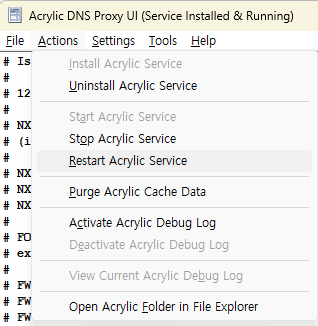 Acrylic DNS Proxy UI (Service Installed & Running)
File Actions Settings Tools Help
# Is
Install Acrylic Service
#
Uninstall Acrylic Service
# 12
#
Start Acrylic Service
# NX
Stop Acrylic Service
# (i
Restart Acrylic Service
#
# NX
# NX
Purge Acrylic Cache Data
# NX
#
Activate Acrylic Debug Log
# FO
Deactivate Acrylic Debug Log
# ex
#
View Current Acrylic Debug Log
# FW
# FW
Open Acrylic Folder in File Explorer
# FW